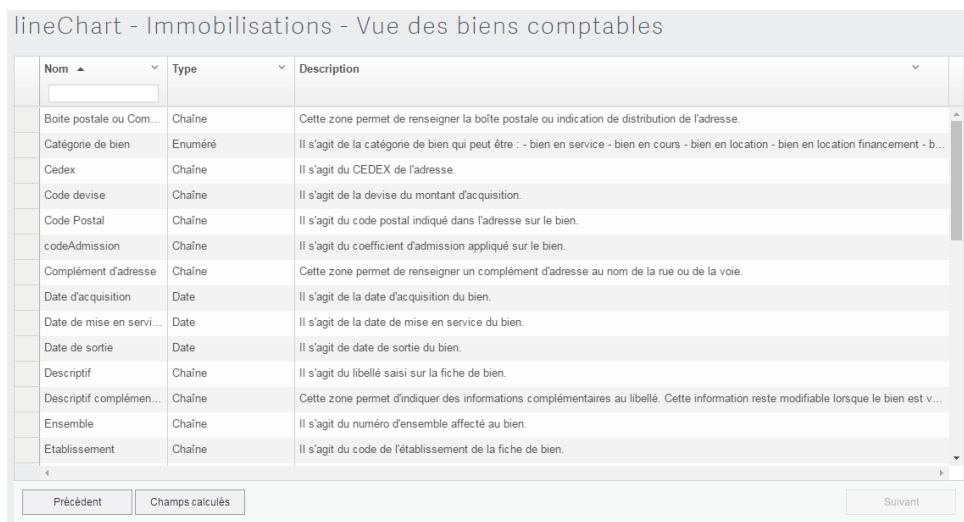 lineChart - Immobilisations - Vue des biens comptables
Nom Type Description
Boite postale ou Com... Chaîne Cette zone permet de renseigner la boîte postale ou indication de distribution de l'adresse.
Catégorie de bien Enuméré Il s'agit de la catégorie de bien qui peut être : - bien en service - bien en cours - bien en location - bien en location financement - b...
Cedex Chaîne Il s'agit du CEDEX de l'adresse.
Code devise Chaîne Il s'agit de la devise du montant d'acquisition.
Code Postal Chaîne Il s'agit du code postal indiqué dans l'adresse sur le bien.
codeAdmission Chaîne Il s'agit du coefficient d'admission appliqué sur le bien.
Complément d'adresse Chaîne Cette zone permet de renseigner un complément d'adresse au nom de la rue ou de la voie.
Date d'acquisition Date Il s'agit de la date d'acquisition du bien.
Date de mise en servi... Date Il s'agit de la date de mise en service du bien.
Date de sortie Date Il s'agit de date de sortie du bien.
Descriptif Chaîne Il s'agit du libellé saisi sur la fiche de bien.
Descriptif complémen... Chaîne Cette zone permet d'indiquer des informations complémentaires au libellé. Cette information reste modifiable lorsque le bien est v...
Ensemble Chaîne Il s'agit du numéro d'ensemble affecté au bien.
Etablissement Chaîne Il s'agit du code de l'établissement de la fiche de bien.
Précédent Champs calculés Suivant